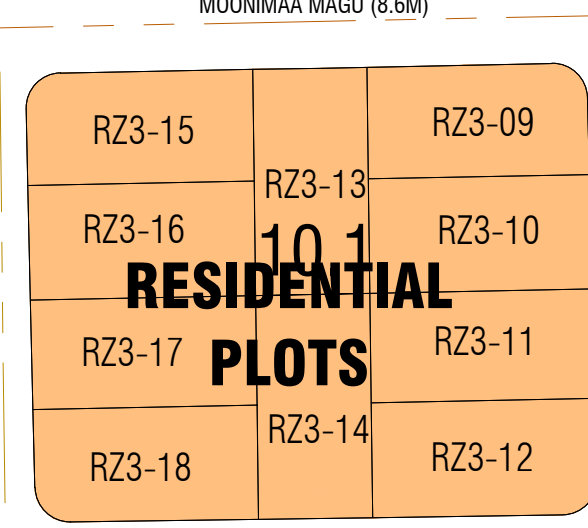 MOONIMAA MAGU (8.6M)
RZ3-15
RZ3-09
RZ3-13
RZ3-16
RZ3-10
10.1
RESIDENTIAL
PLOTS
RZ3-17
RZ3-11
RZ3-14
RZ3-18
RZ3-12